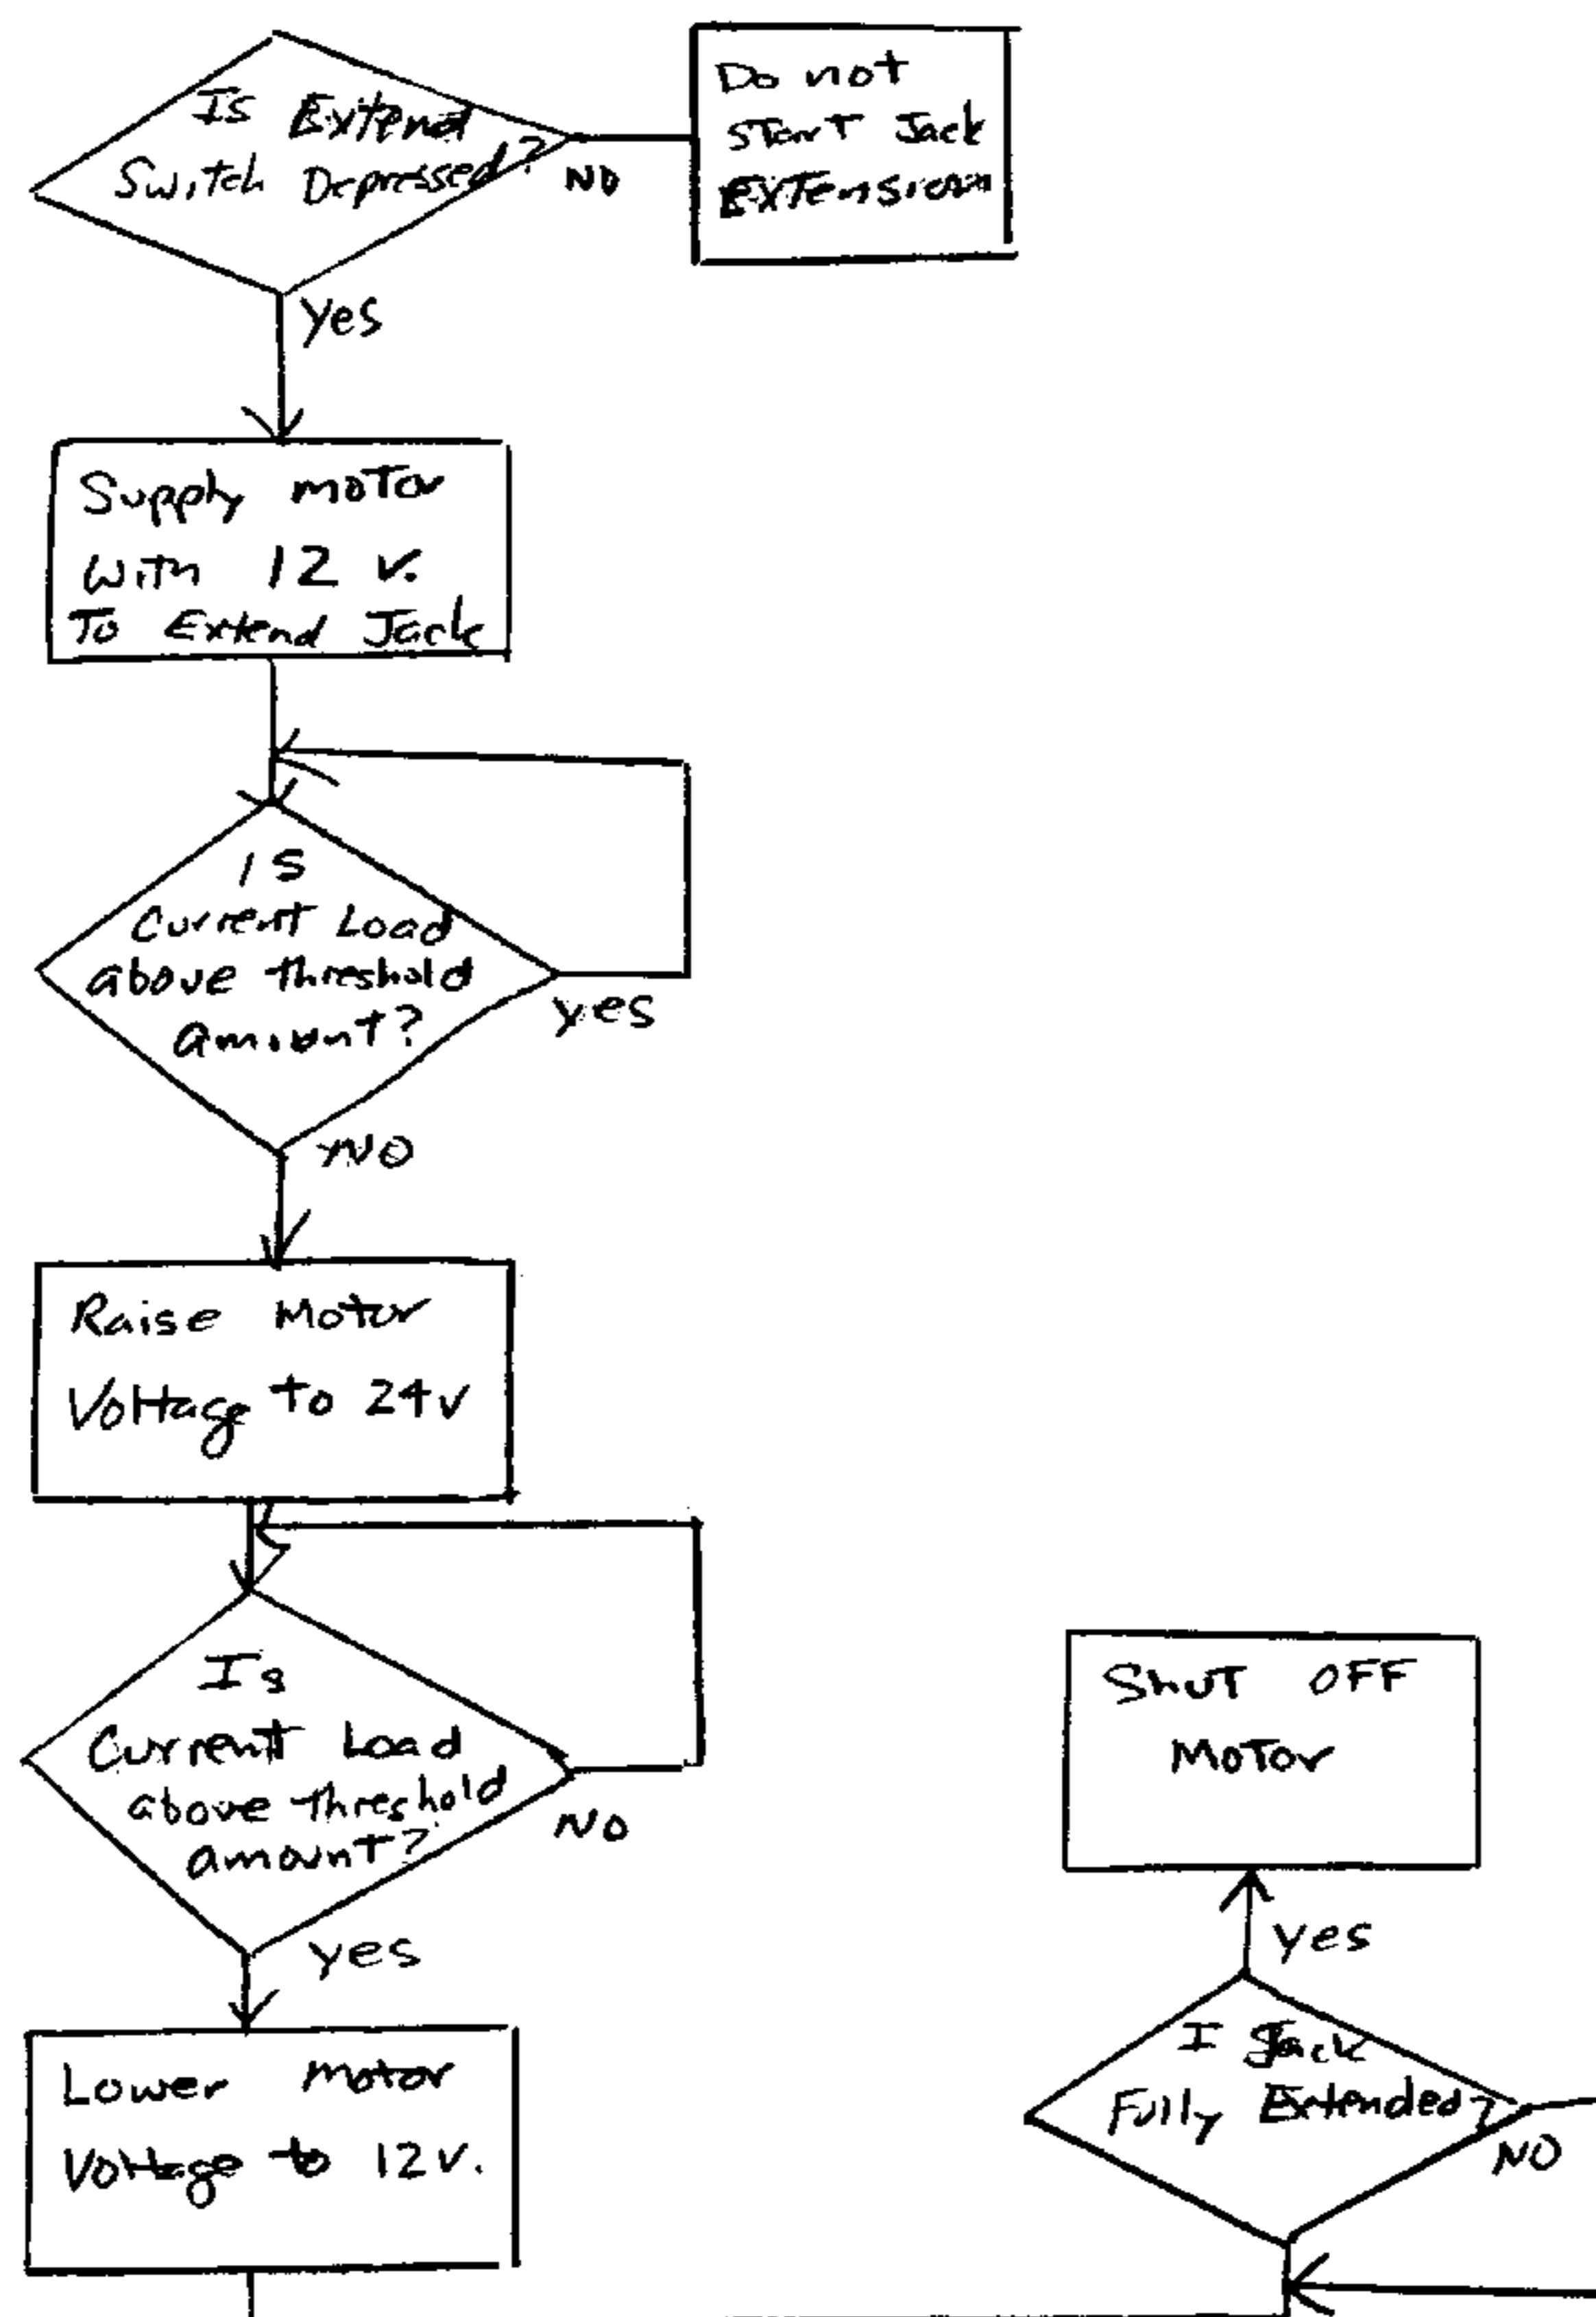 Is Extend
Switch Depressed?
NO
Do not
Start Jack
Extension
yes
Supply motor
with 12 v.
To Extend Jack
is
Current Load
above threshold
amount?
yes
NO
Raise Motor
Voltage to 24v
Is
Current Load
above threshold
amount?
NO
yes
Lower motor
Voltage to 12v.
Shut OFF
Motor
yes
I Jack
Fully Extended?
NO